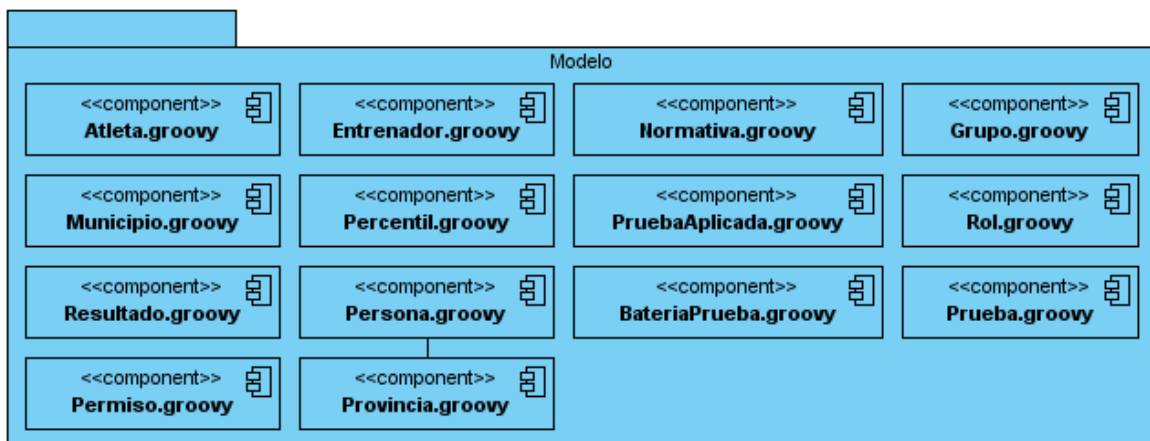 Modelo
<<component>>
Atleta.groovy
<<component>>
Entrenador.groovy
<<component>>
Normativa.groovy
<<component>>
Grupo.groovy
<<component>>
Municipio.groovy
<<component>>
Percentil.groovy
<<component>>
PruebaAplicada.groovy
<<component>>
Rol.groovy
<<component>>
Resultado.groovy
<<component>>
Persona.groovy
<<component>>
BateriaPrueba.groovy
<<component>>
Prueba.groovy
<<component>>
Permiso.groovy
<<component>>
Provincia.groovy